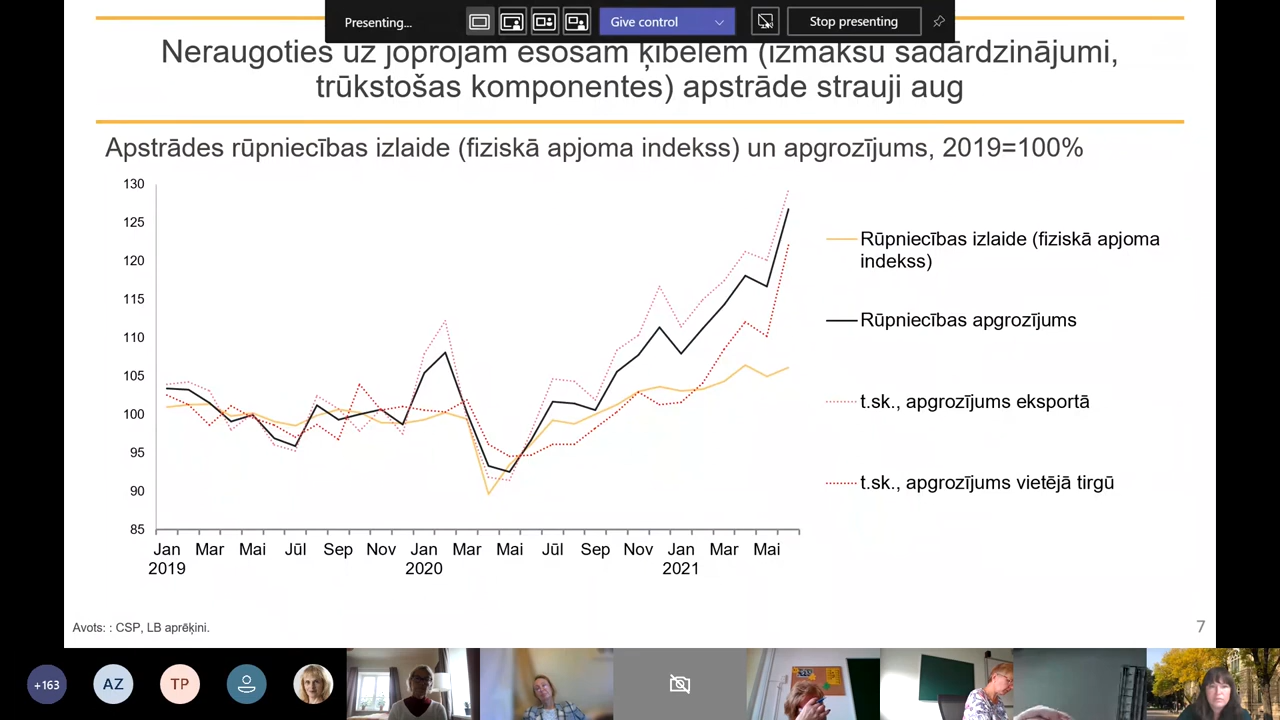 Presenting...
Give control
Stop presenting
Neraugoties uz joprojām esošām ķibelēm (izmaksu sadārdzinājumi,
trūkstošas komponentes) apstrāde strauji aug
Apstrādes rūpniecības izlaide (fiziskā apjoma indekss) un apgrozījums, 2019=100%
130
125
120
115
110
105
100
95
90
85
Jan Mar Mai Jūl Sep Nov Jan Mar Mai Jūl Sep Nov Jan Mar Mai
2019 2020 2021
Rūpniecības izlaide (fiziskā apjoma
indekss)
Rūpniecības apgrozījums
t.sk., apgrozījums eksportā
t.sk., apgrozījums vietējā tirgū
Avots: : CSP, LB aprēķini.
7
+163
AZ
TP